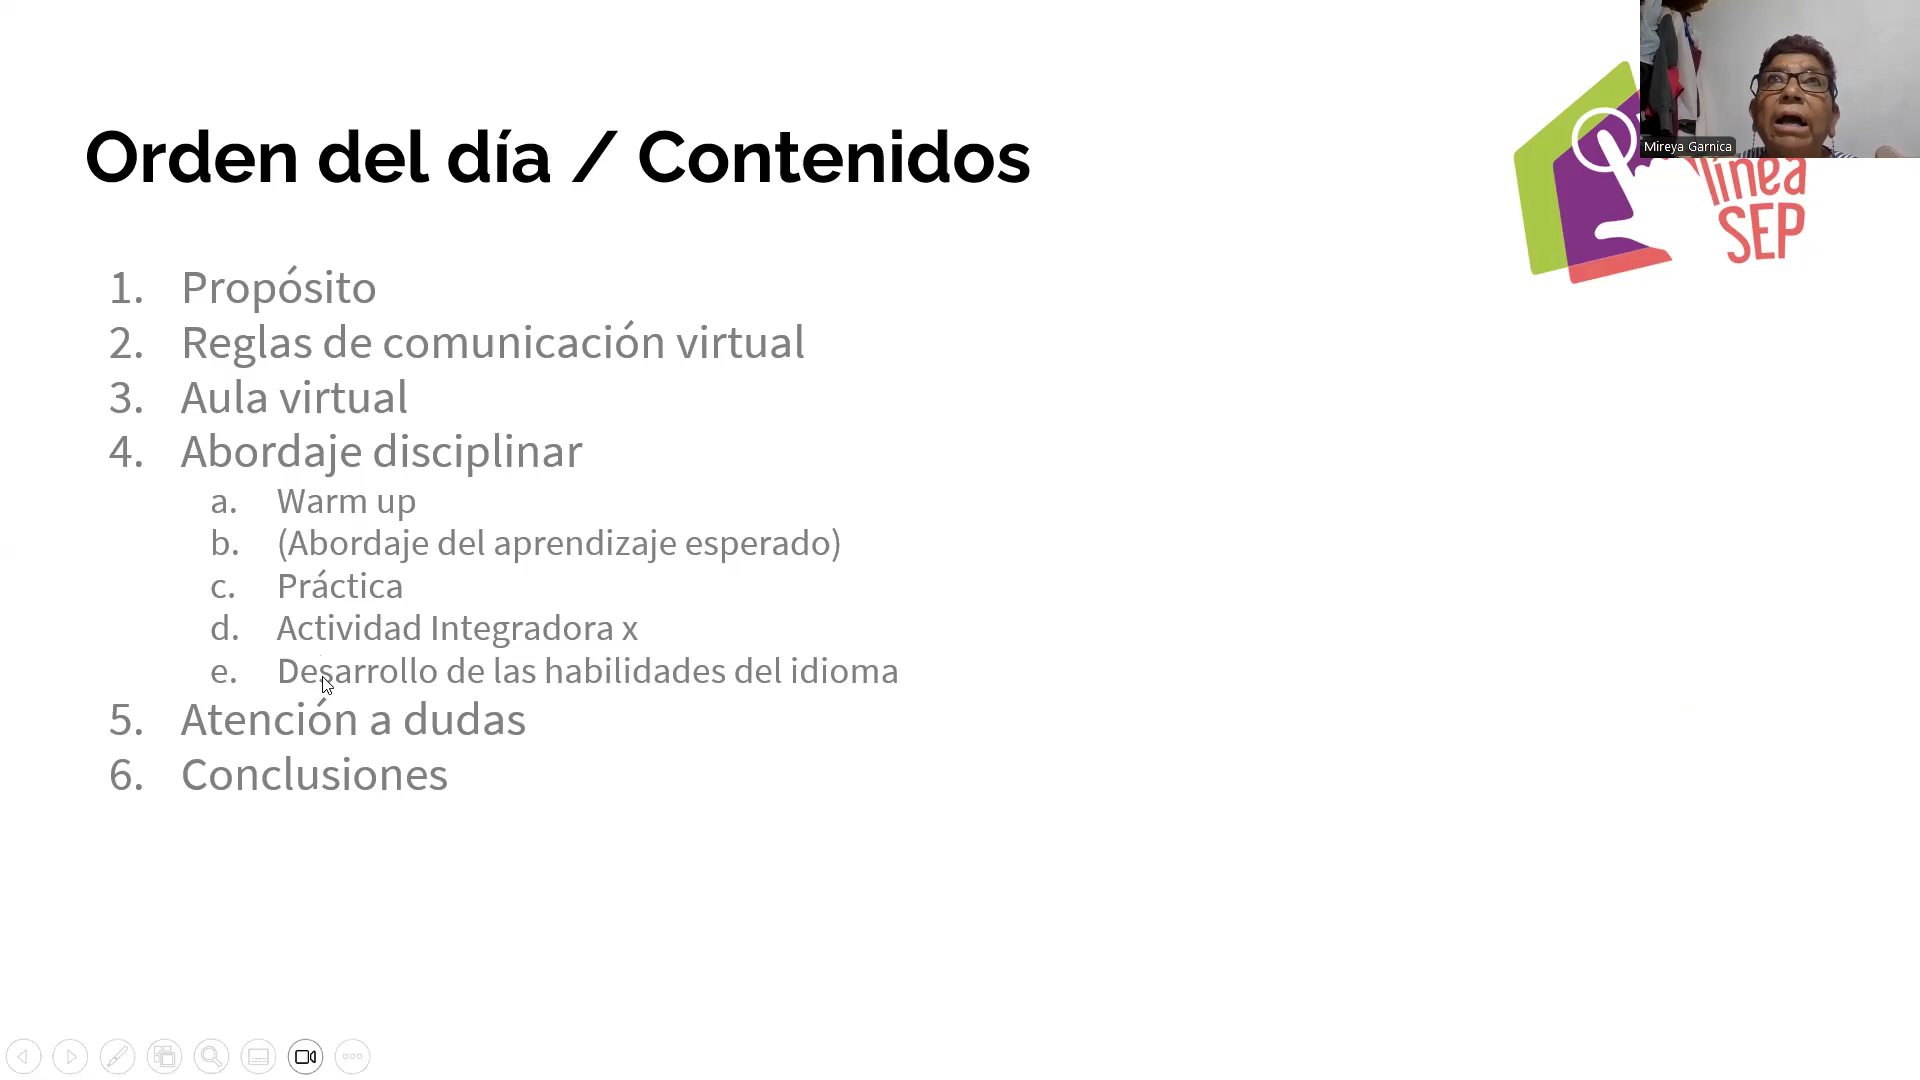 Orden del día / Contenidos
Mireya Garnica
línea
SEP
1. Propósito
2. Reglas de comunicación virtual
3. Aula virtual
4. Abordaje disciplinar
a. Warm up
b. (Abordaje del aprendizaje esperado)
c. Práctica
d. Actividad Integradora x
e. Desarrollo de las habilidades del idioma
5. Atención a dudas
6. Conclusiones